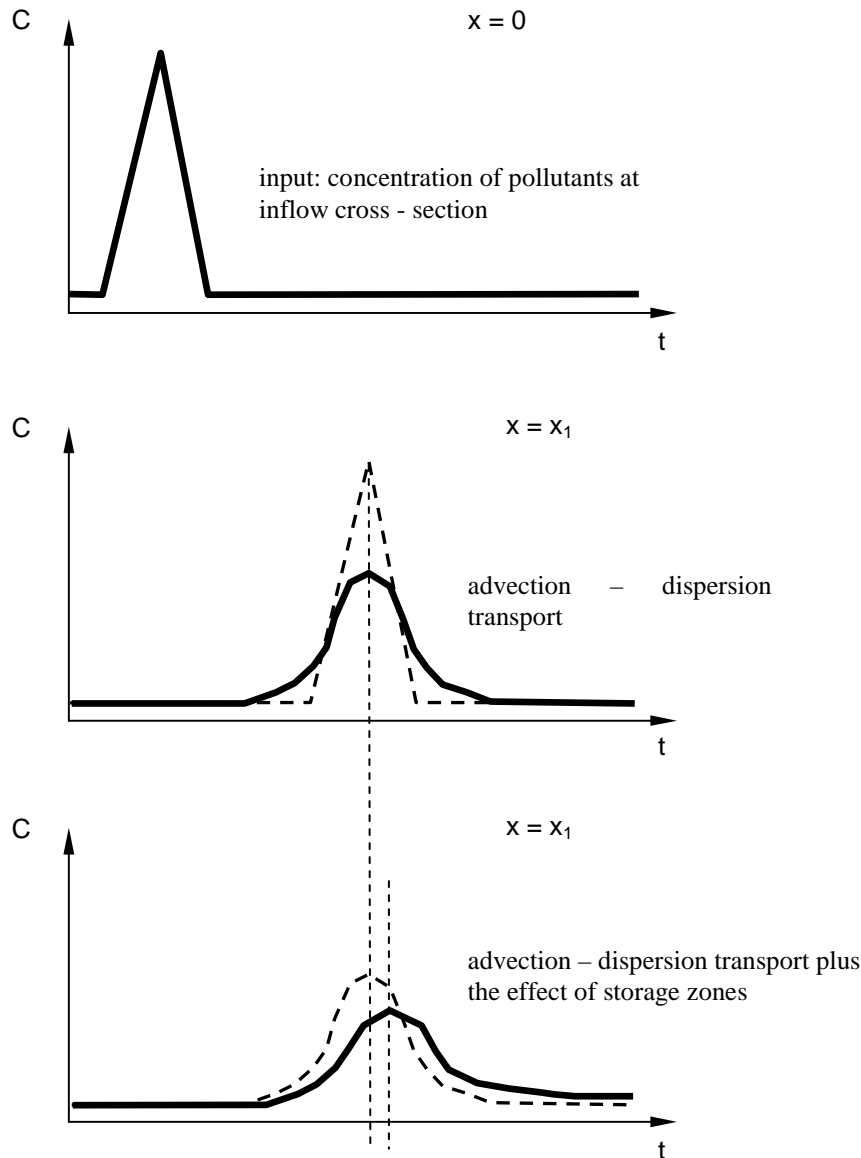 C
x = 0
input: concentration of pollutants at
inflow cross - section
t
C
x = x₁
advection – dispersion
transport
t
C
x = x₁
advection – dispersion transport plus
the effect of storage zones
t